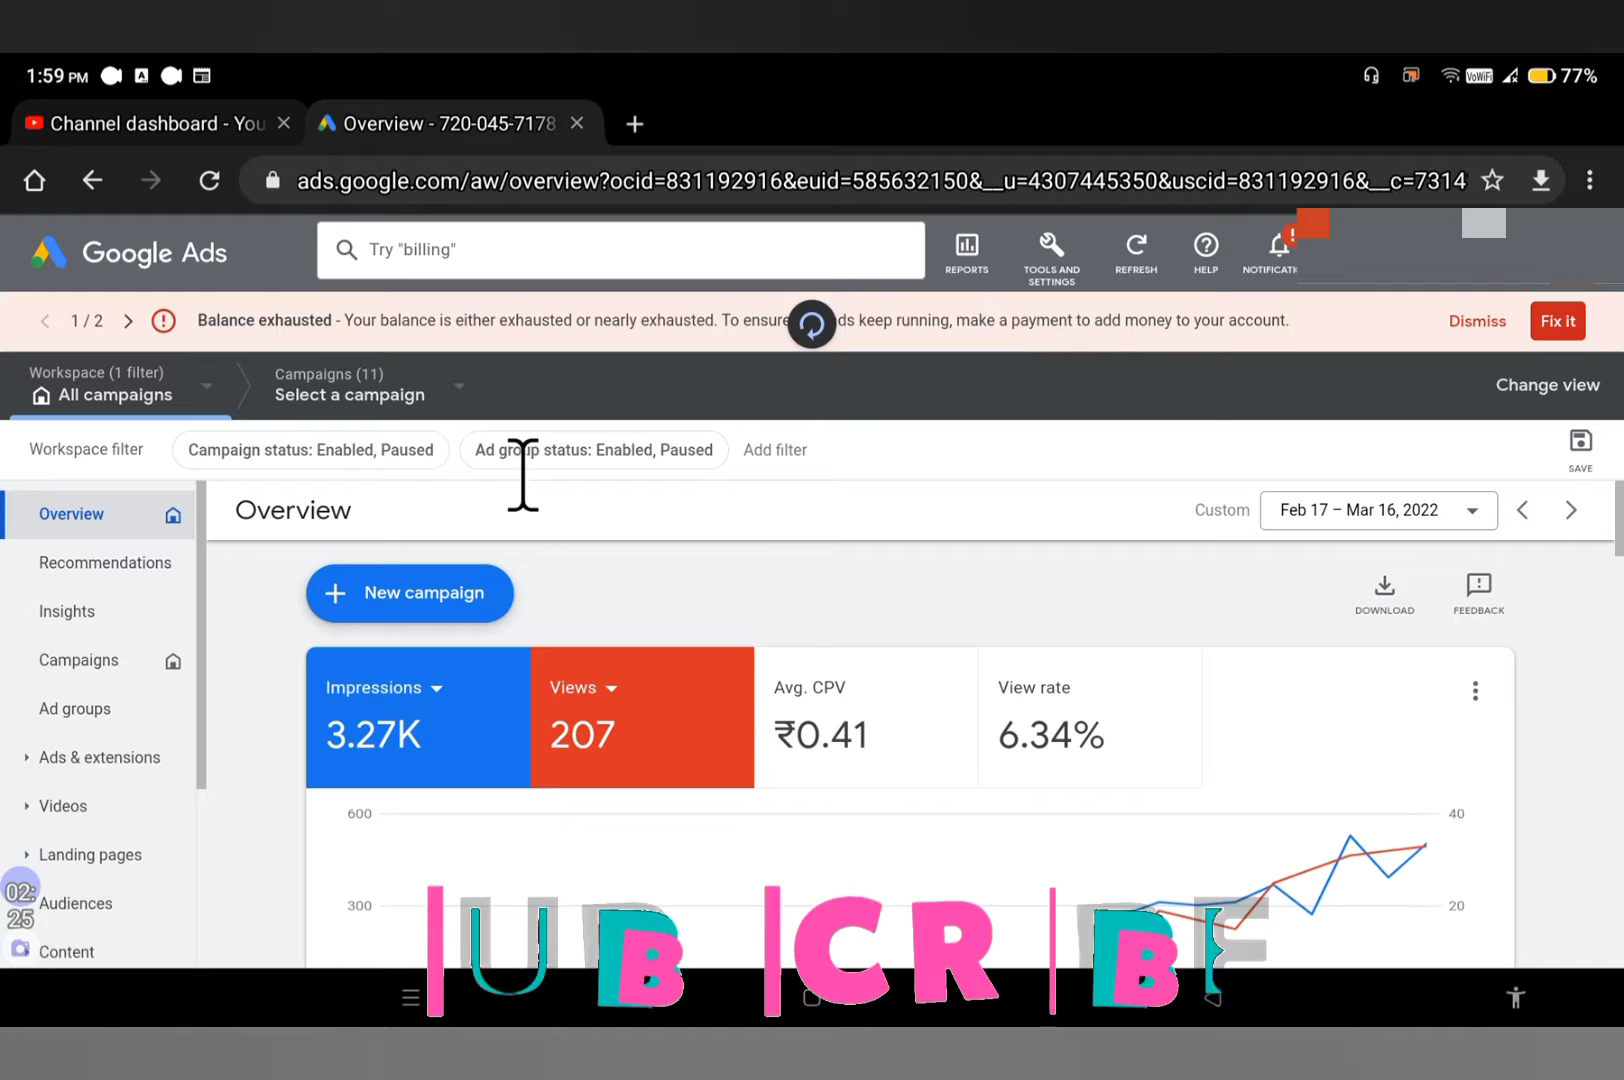 1:59 PM A VoWiFi 77%
Channel dashboard - You
Overview - 720-045-7178
ads.google.com/aw/overview?ocid=831192916&euid=585632150&__u=4307445350&uscid=831192916&__c=7314
Google Ads
Try "billing"
REPORTS
TOOLS AND SETTINGS
REFRESH
HELP
1 / 2
Balance exhausted - Your balance is either exhausted or nearly exhausted. To ensure ds keep running, make a payment to add money to your account.
Dismiss
Fix it
Workspace (1 filter)
All campaigns
Campaigns (11)
Select a campaign
Change view
Workspace filter
Campaign status: Enabled, Paused
Ad group status: Enabled, Paused
Add filter
SAVE
Overview
Recommendations
Insights
Campaigns
Ad groups
Ads & extensions
Videos
Landing pages
Audiences
Content
02:
25
Overview
Custom
Feb 17 – Mar 16, 2022
New campaign
DOWNLOAD
FEEDBACK
Impressions
3.27K
Views
207
Avg. CPV
₹0.41
View rate
6.34%
600
40
300
20